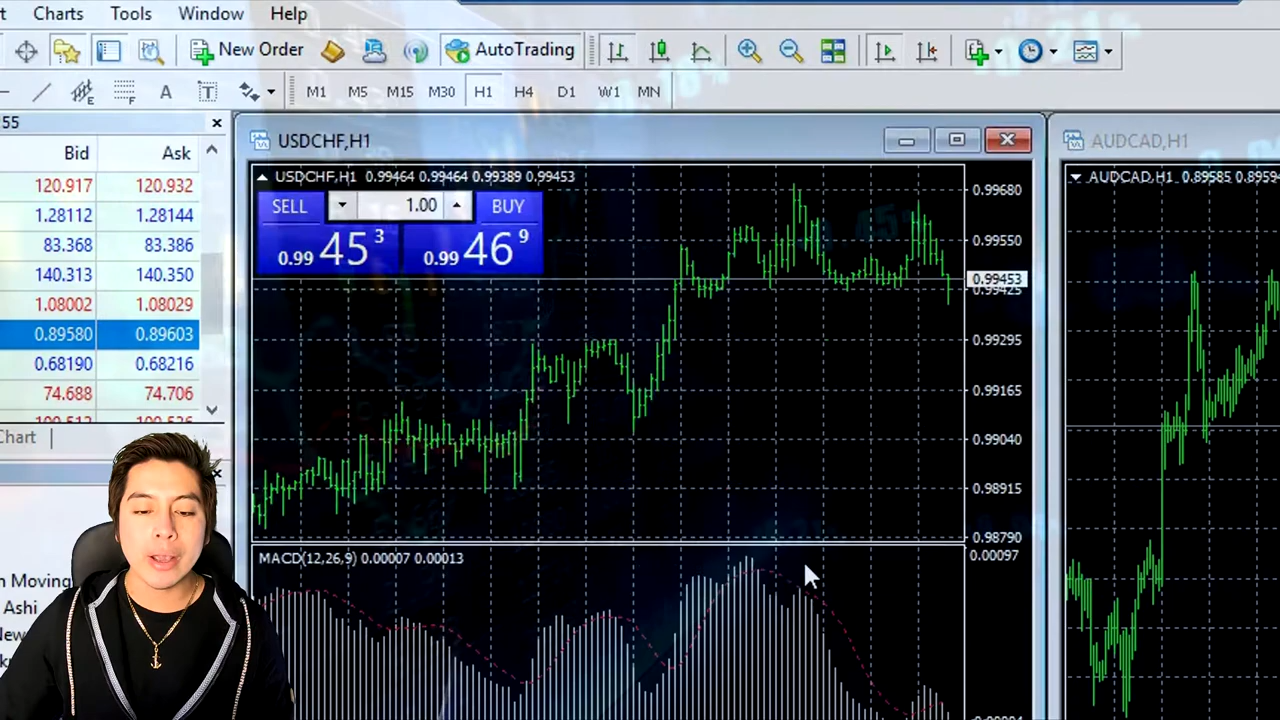 Charts Tools Window Help
New Order AutoTrading
M1 M5 M15 M30 H1 H4 D1 W1 MN
55
Bid Ask
120.917 120.932
1.28112 1.28144
83.368 83.386
140.313 140.350
1.08002 1.08029
0.89580 0.89603
0.68190 0.68216
74.688 74.706
Chart
Moving
Ashi
USDCHF,H1
USDCHF,H1 0.99464 0.99464 0.99389 0.99453
SELL 1.00 BUY
0.99 45 3 0.99 46 9
0.99680
0.99550
0.99453
0.99425
0.99295
0.99165
0.99040
0.98915
0.98790
MACD(12,26,9) 0.00007 0.00013
0.00097
AUDCAD,H1
AUDCAD,H1 0.89585